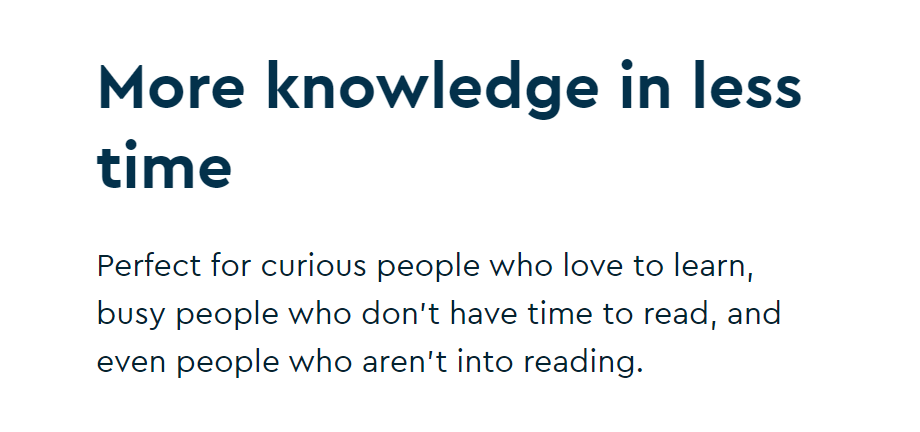 More knowledge in less
time
Perfect for curious people who love to learn,
busy people who don't have time to read, and
even people who aren't into reading.